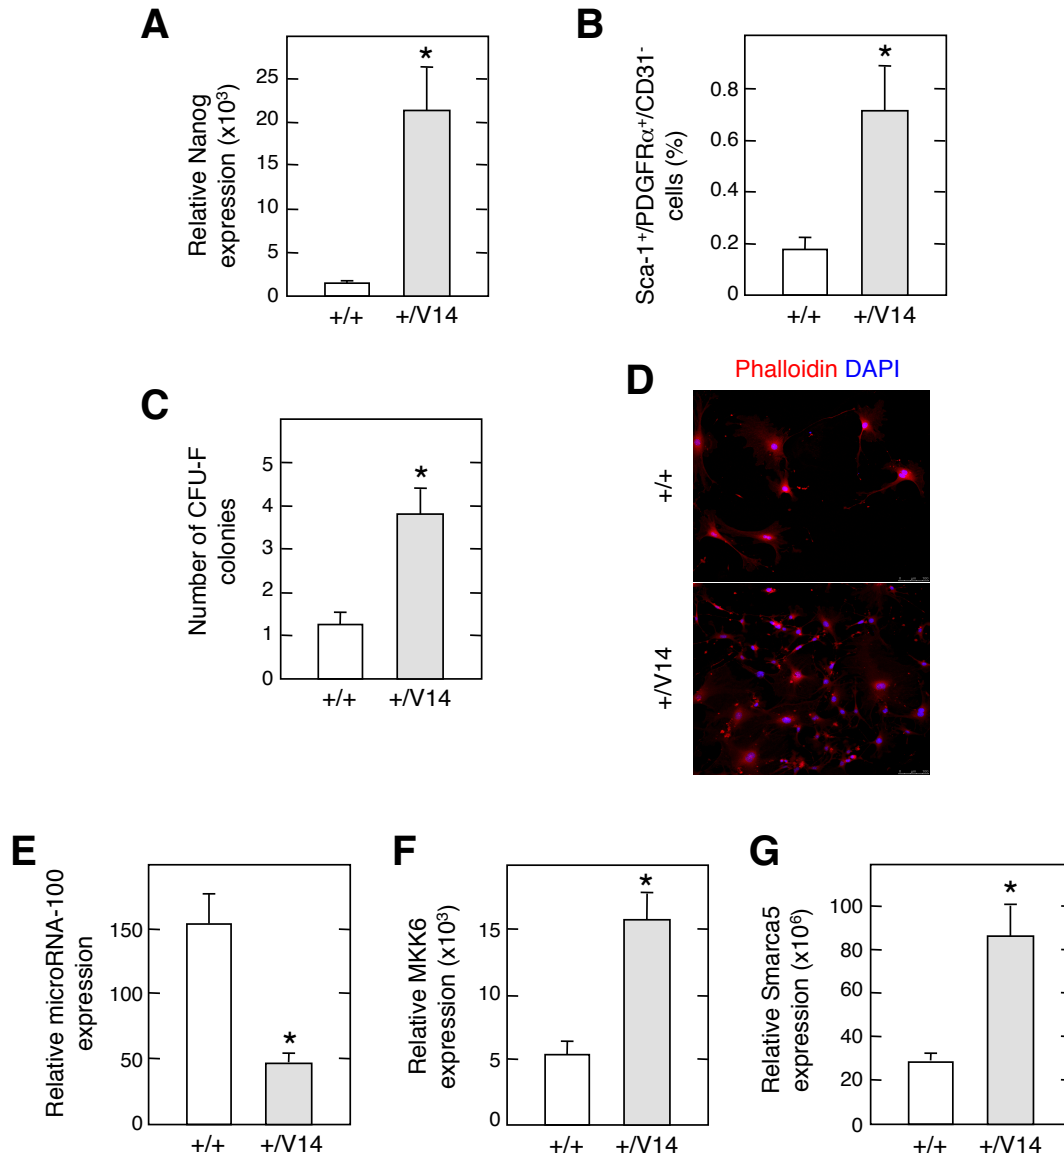 A
Relative Nanog
expression (x10³)
25
20
15
10
5
0
*
+/+
+/V14
B
Sca-1⁺/PDGFRα⁺/CD31⁻
cells (%)
0.8
0.6
0.4
0.2
0
*
+/+
+/V14
C
Number of CFU-F
colonies
5
4
3
2
1
0
*
+/+
+/V14
D
Phalloidin DAPI
+/+
+/V14
E
Relative microRNA-100
expression
150
100
50
0
*
+/+
+/V14
F
Relative MKK6
expression (x10³)
15
10
5
0
*
+/+
+/V14
G
Relative Smarca5
expression (x10⁶)
100
80
60
40
20
0
*
+/+
+/V14